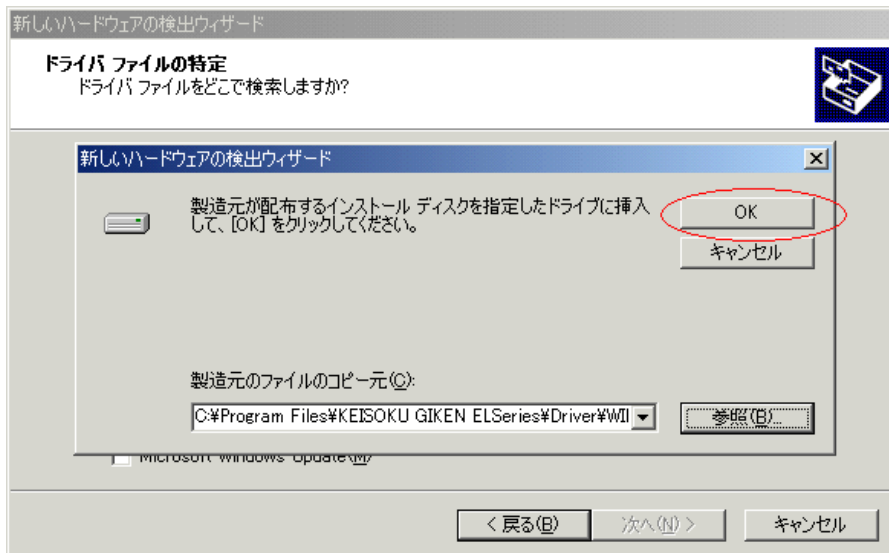 新しいハードウェアの検出ウィザード
ドライバ ファイルの特定
ドライバ ファイルをどこで検索しますか?
新しいハードウェアの検出ウィザード
製造元が配布するインストール ディスクを指定したドライブに挿入
して、[OK] をクリックしてください。
OK
キャンセル
製造元のファイルのコピー元(C):
C:¥Program Files¥KEISOKU GIKEN ELSeries¥Driver¥WI
参照(B)...
Microsoft Windows Update(M)
< 戻る(B)
次へ(N) >
キャンセル